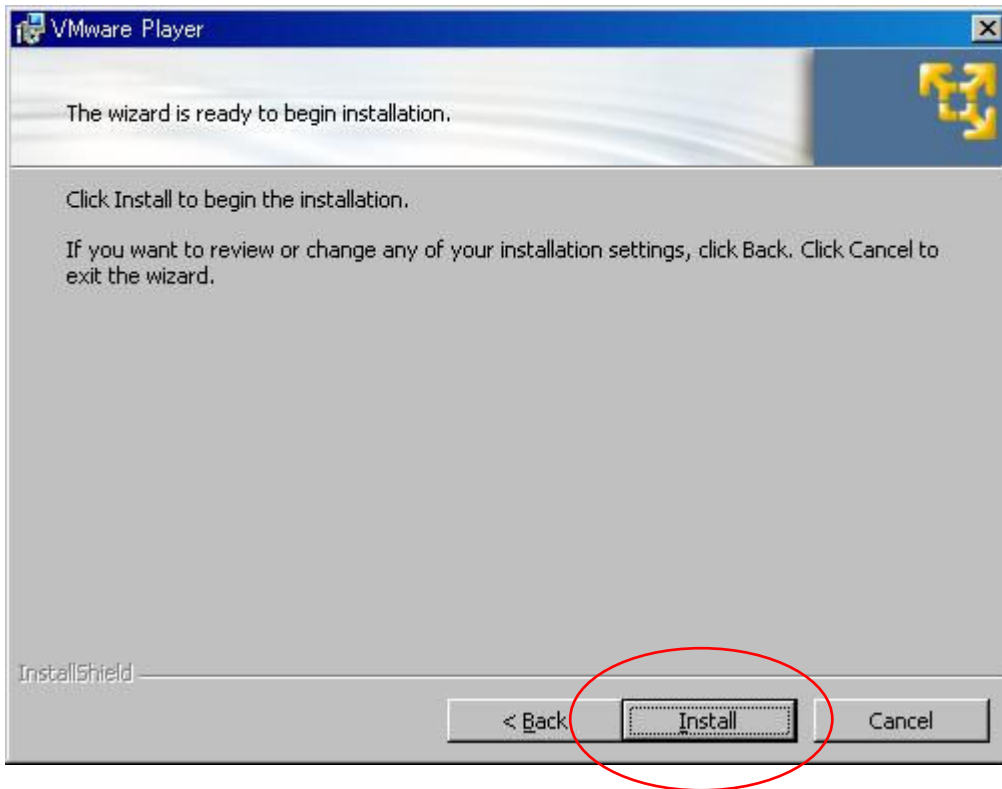 VMware Player
The wizard is ready to begin installation.
Click Install to begin the installation.
If you want to review or change any of your installation settings, click Back. Click Cancel to
exit the wizard.
InstallShield
< Back
Install
Cancel